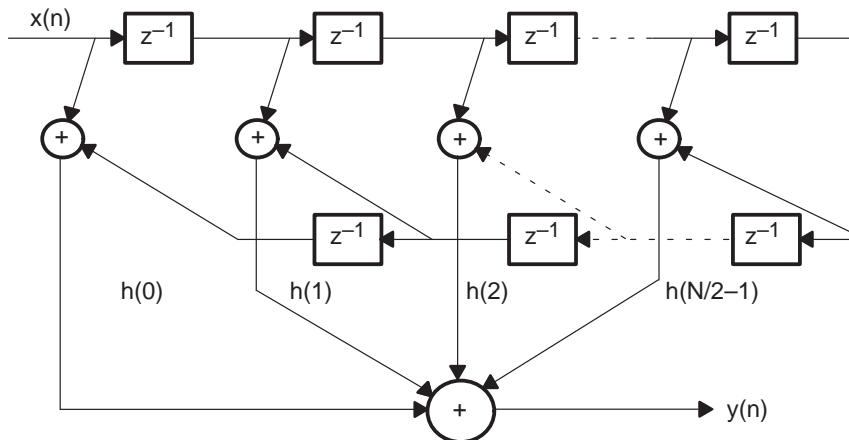 x(n)
z⁻¹ z⁻¹ z⁻¹ z⁻¹
+ + + +
z⁻¹ z⁻¹ z⁻¹
h(0) h(1) h(2) h(N/2–1)
+ y(n)